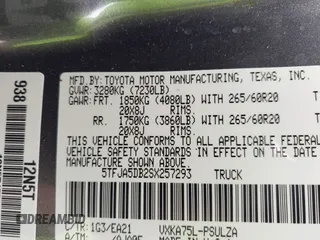 MFD.BY:TOYOTA MOTOR MANUFACTURING, TEXAS, INC.
GVWR: 3280KG (7230LB)
GAWR: FRT. 1850KG (4080LB) WITH 265/60R20
20X8J RIMS.
RR. 1750KG (3860LB) WITH 265/60R20
20X8J RIMS.
THIS VEHICLE CONFORMS TO ALL APPLICABLE FEDERAL
VEHICLE SAFETY STANDARDS IN EFFECT ON THE DATE
MANUFACTURE SHOWN ABOVE.
5TFJA5DB2SX257293 TRUCK
C/TR: 1G3/EA21 VXKA75L-PSULZA
A/TM
938
12M5T
AUTOBIDMASTER